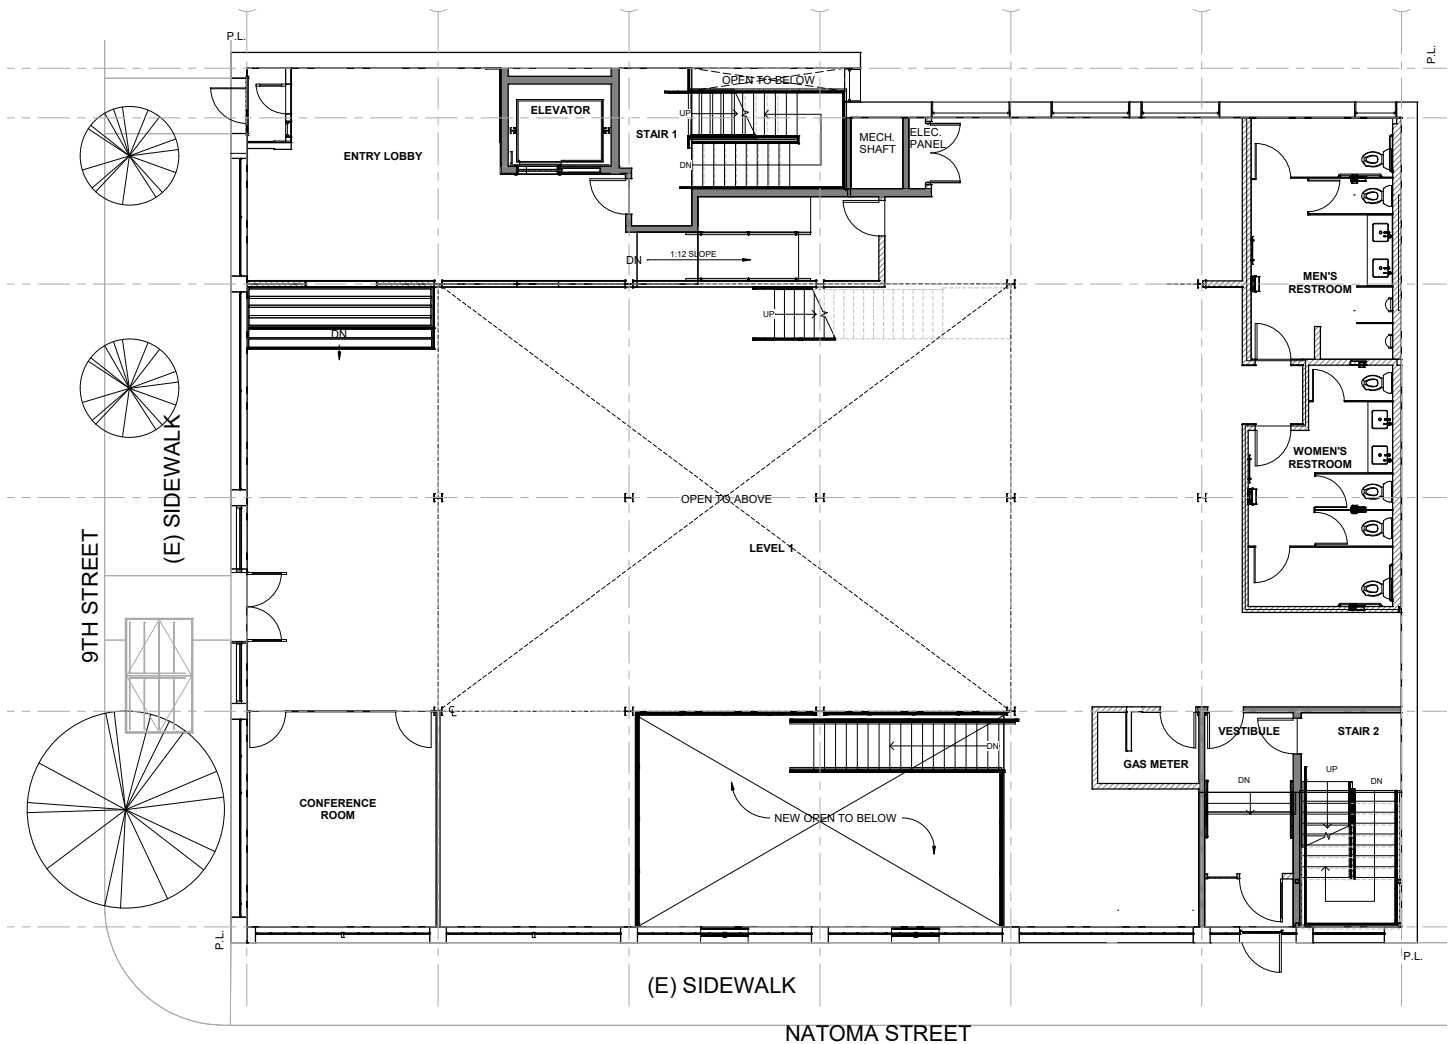 P.L.
P.L.
OPEN TO BELOW
ELEVATOR
UP
STAIR 1
MECH.
SHAFT
ELEC.
PANEL
ENTRY LOBBY
DN
DN
1:12 SLOPE
MEN'S
RESTROOM
UP
DN
(E) SIDEWALK
WOMEN'S
RESTROOM
OPEN TO ABOVE
LEVEL 1
9TH STREET
CL
VESTIBULE
STAIR 2
DN
GAS METER
UP
DN
DN
CONFERENCE
ROOM
NEW OPEN TO BELOW
P.L.
P.L.
(E) SIDEWALK
NATOMA STREET